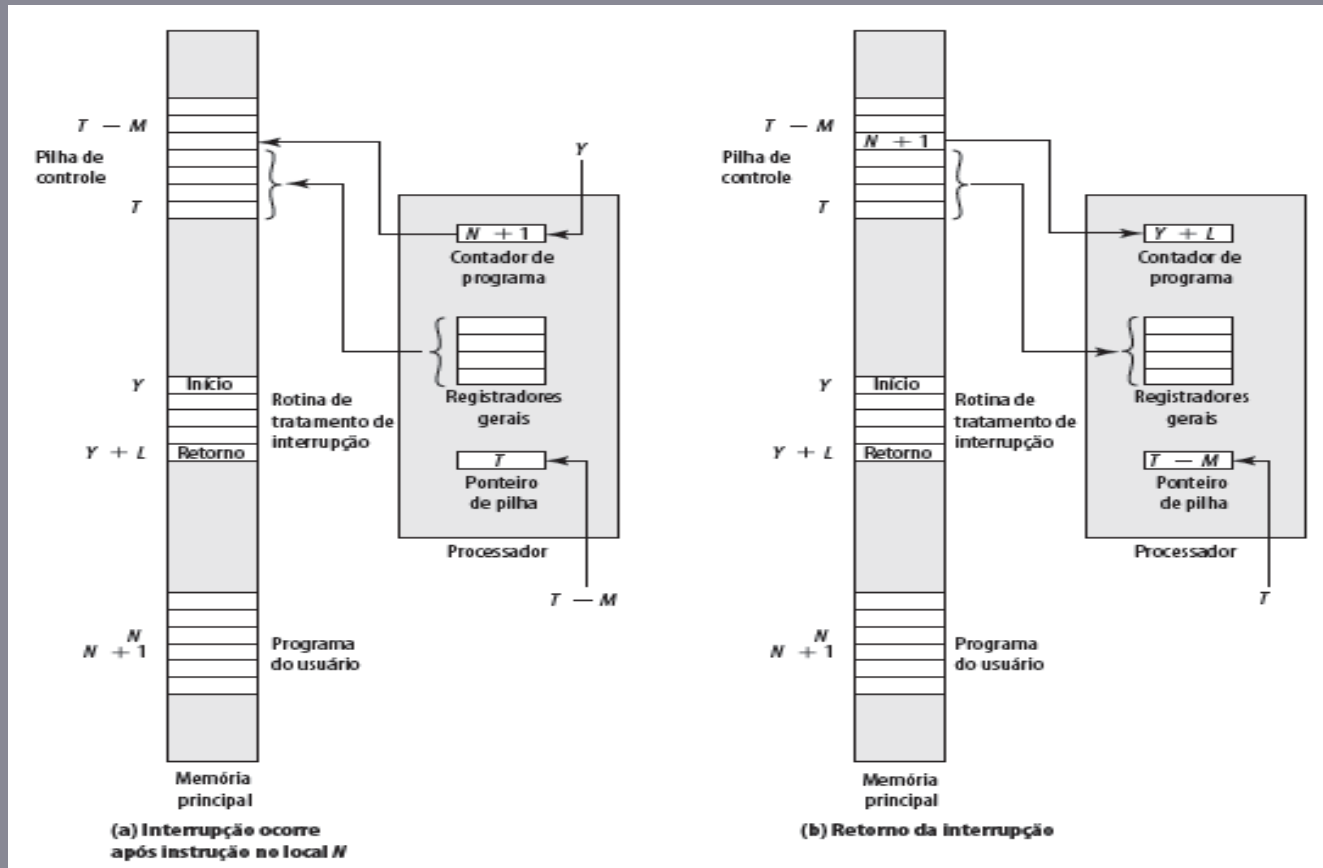 T − M
Pilha de
controle
T
Y
N + 1
Contador de
programa
Registradores
gerais
Y
Início
Rotina de
tratamento de
interrupção
Y + L
Retorno
T
Ponteiro
de pilha
Processador
T − M
N
N + 1
Programa
do usuário
Memória
principal
(a) Interrupção ocorre
após instrução no local N
T − M
N + 1
Pilha de
controle
T
Y + L
Contador de
programa
Registradores
gerais
Y
Início
Rotina de
tratamento de
interrupção
Y + L
Retorno
T − M
Ponteiro
de pilha
Processador
T
N
N + 1
Programa
do usuário
Memória
principal
(b) Retorno da interrupção